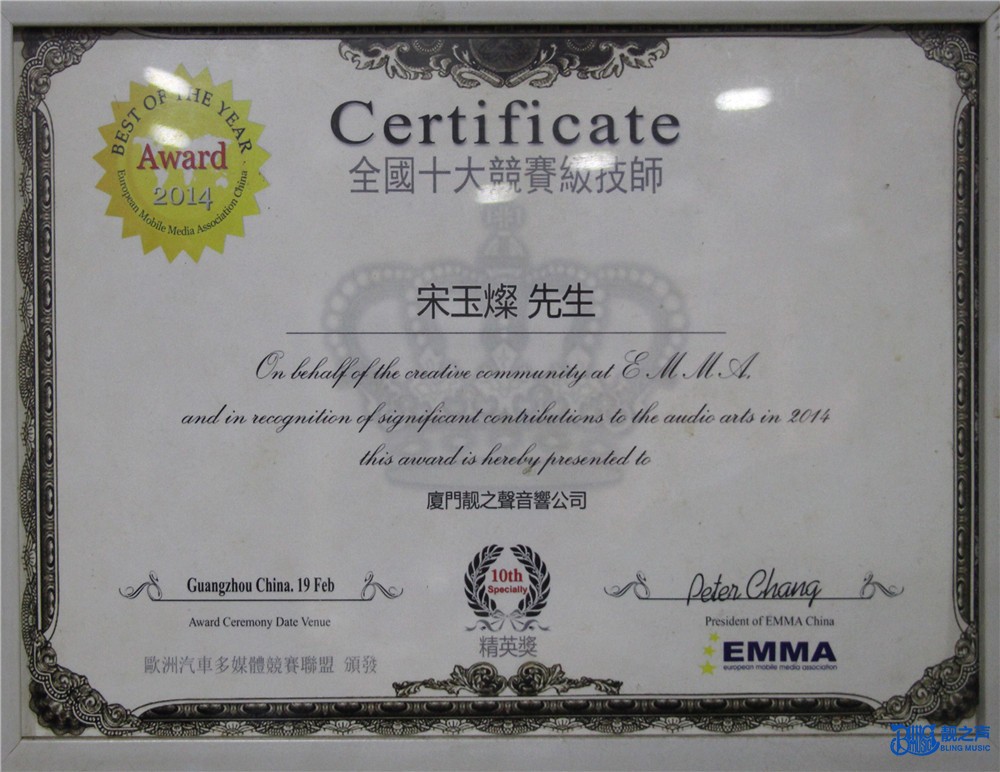 BEST OF THE YEAR
Award
2014
European Mobile Media Association China
Certificate
全國十大競賽級技師
宋玉燦 先生
On behalf of the creative community at E M M A,
and in recognition of significant contributions to the audio arts in 2014
this award is hereby presented to
廈門靓之聲音響公司
Guangzhou China. 19 Feb
Award Ceremony Date Venue
歐洲汽車多媒體競賽聯盟 頒發
10th
Specially
精英獎
Peter Chang
President of EMMA China
EMMA
european mobile media association
靓之声
BLING MUSIC